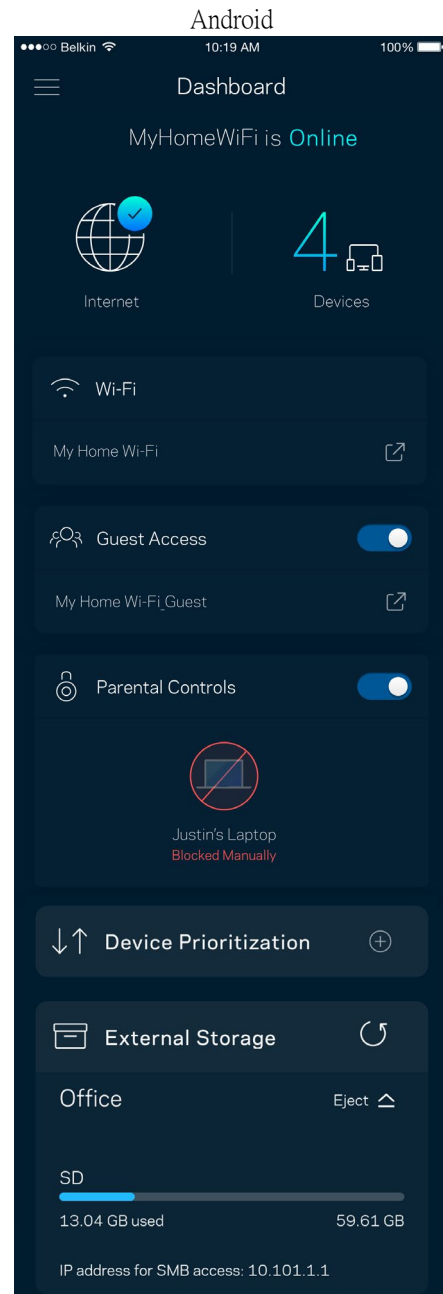 Android
Belkin 10:19 AM 100%
Dashboard
MyHomeWiFi is Online
4
Internet Devices
Wi-Fi
My Home Wi-Fi
Guest Access
My Home Wi-Fi_Guest
Parental Controls
Justin's Laptop
Blocked Manually
Device Prioritization
External Storage
Office Eject
SD
13.04 GB used 59.61 GB
IP address for SMB access: 10.101.1.1